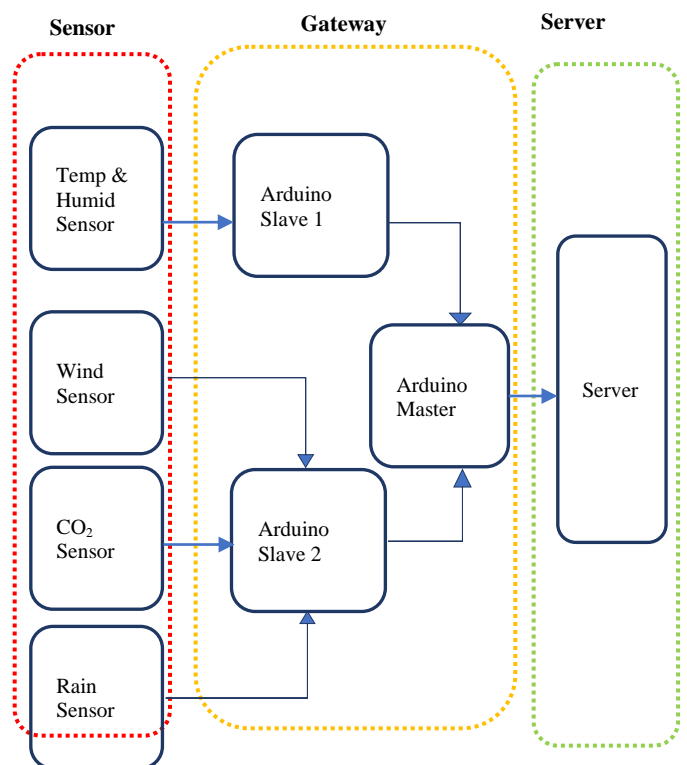 Sensor
Gateway
Server
Temp &
Humid
Sensor
Arduino
Slave 1
Wind
Sensor
Arduino
Master
Server
CO₂
Sensor
Arduino
Slave 2
Rain
Sensor